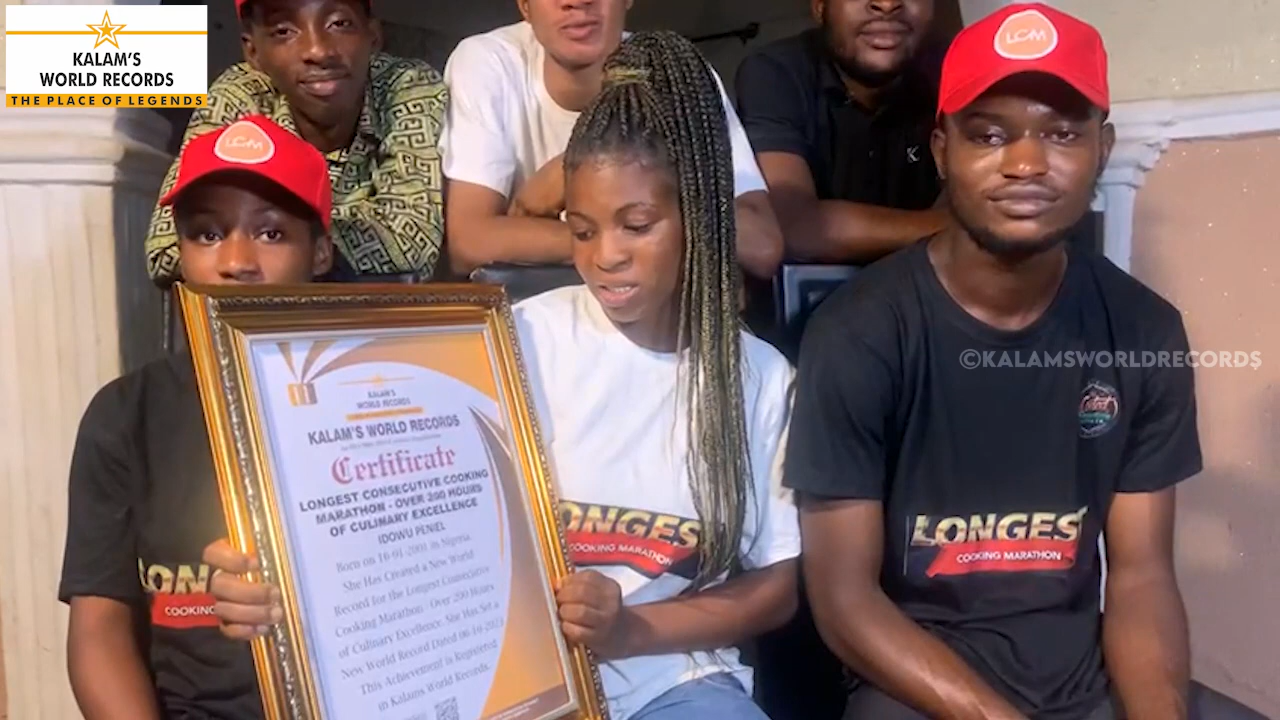 KALAM'S
WORLD RECORDS
THE PLACE OF LEGENDS
LCM
LCM
©KALAMSWORLDRECORDS
KALAM'S
WORLD RECORDS
KALAM'S WORLD RECORDS
Certificate
LONGEST CONSECUTIVE COOKING
MARATHON - OVER 200 HOURS
OF CULINARY EXCELLENCE
IDOWU PENIEL
Born on 16-01-2001 in Nigeria.
She Has Created a New World
Record for the Longest Consecutive
Cooking Marathon - Over 200 Hours
of Culinary Excellence. She Has Set a
New World Record Dated 06-10-2023
This Achievement is Registered
in Kalams World Records.
LONG
COOKING
ONGES
COOKING MARATHON
LONGEST
COOKING MARATHON